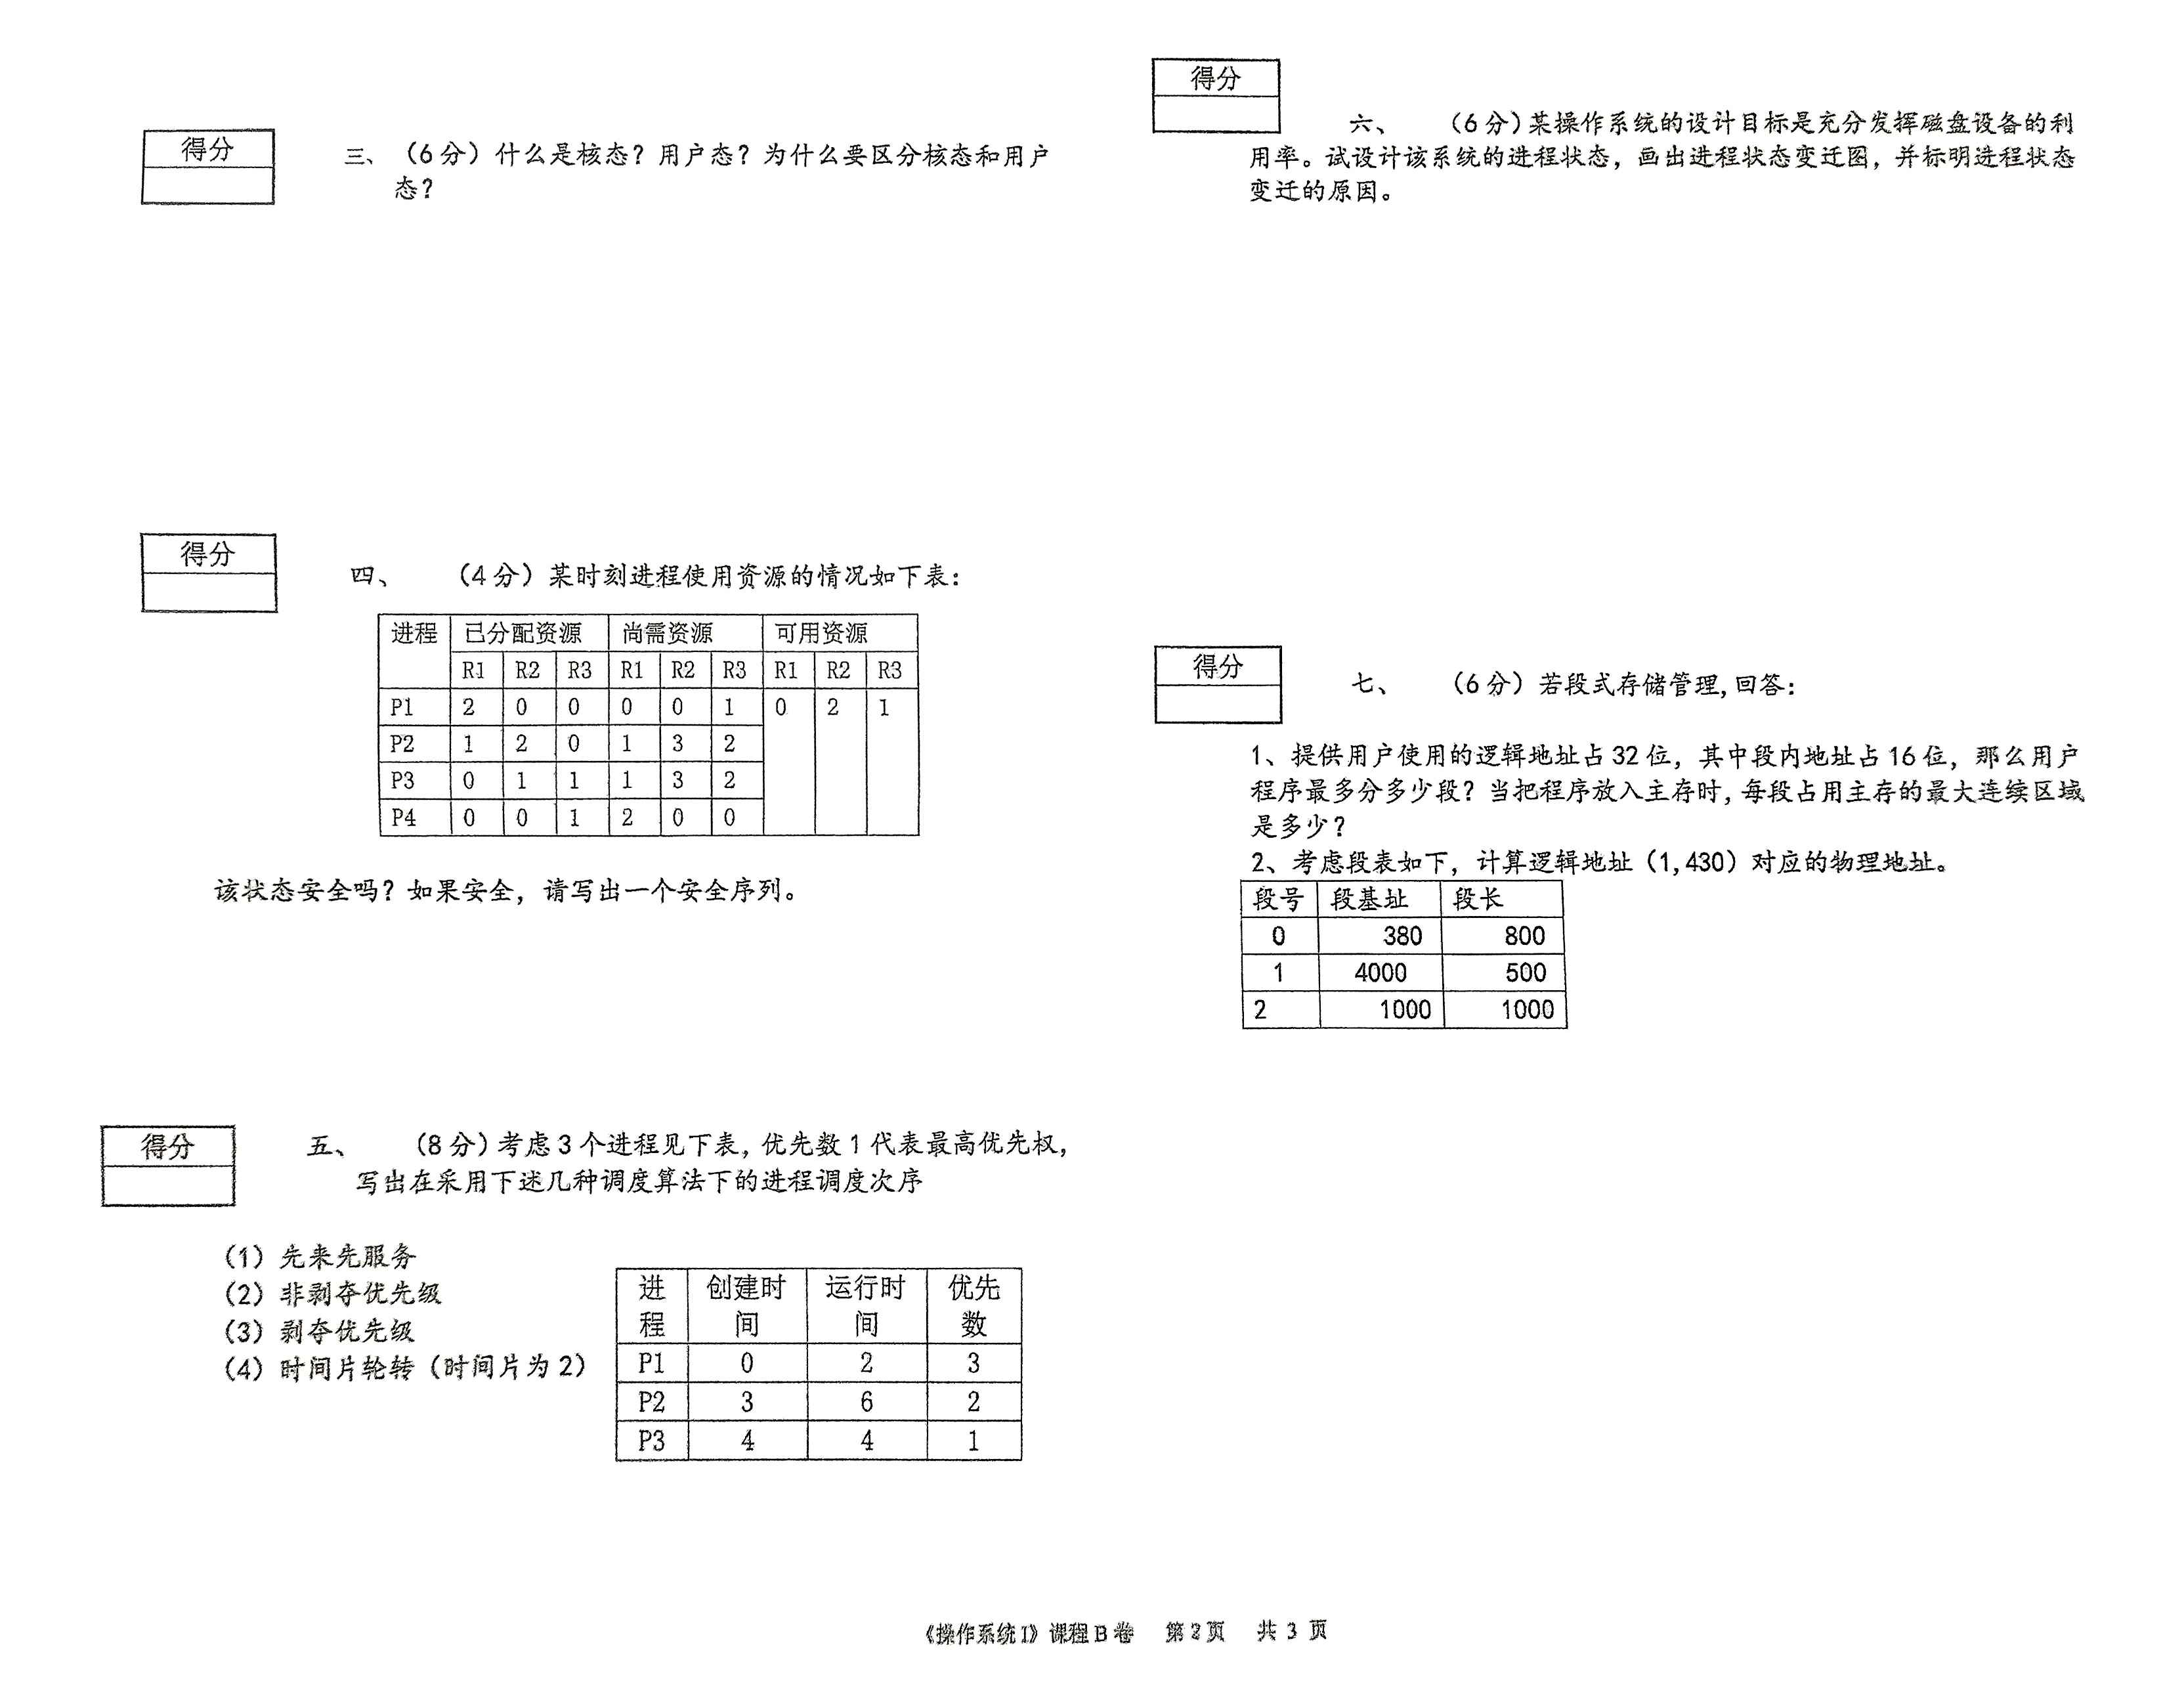 得分
三、（6分）什么是核态？用户态？为什么要区分核态和用户
态？
得分
四、 （4分）某时刻进程使用资源的情况如下表：
进程 已分配资源 尚需资源 可用资源
R1 R2 R3 R1 R2 R3 R1 R2 R3
P1 2 0 0 0 0 1 0 2 1
P2 1 2 0 1 3 2
P3 0 1 1 1 3 2
P4 0 0 1 2 0 0
该状态安全吗？如果安全，请写出一个安全序列。
得分
五、 （8分）考虑3个进程见下表，优先数1代表最高优先权，
写出在采用下述几种调度算法下的进程调度次序
（1）先来先服务
（2）非剥夺优先级
（3）剥夺优先级
（4）时间片轮转（时间片为2）
进程 创建时间 运行时间 优先数
P1 0 2 3
P2 3 6 2
P3 4 4 1
得分
六、 （6分）某操作系统的设计目标是充分发挥磁盘设备的利
用率。试设计该系统的进程状态，画出进程状态变迁图，并标明进程状态
变迁的原因。
得分
七、 （6分）若段式存储管理,回答：
1、提供用户使用的逻辑地址占32位，其中段内地址占16位，那么用户
程序最多分多少段？当把程序放入主存时，每段占用主存的最大连续区域
是多少？
2、考虑段表如下，计算逻辑地址（1,430）对应的物理地址。
段号 段基址 段长
0 380 800
1 4000 500
2 1000 1000
《操作系统I》课程B卷 第2页 共 3 页